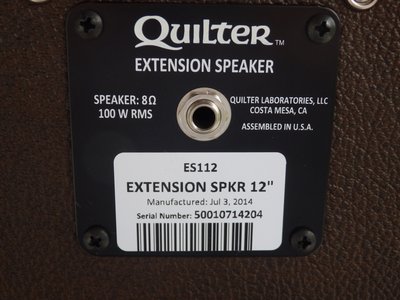 QUILTER™
EXTENSION SPEAKER
SPEAKER: 8Ω
100 W RMS
QUILTER LABORATORIES, LLC
COSTA MESA, CA
ASSEMBLED IN U.S.A.
ES112
EXTENSION SPKR 12"
Manufactured: Jul 3, 2014
Serial Number: 50010714204